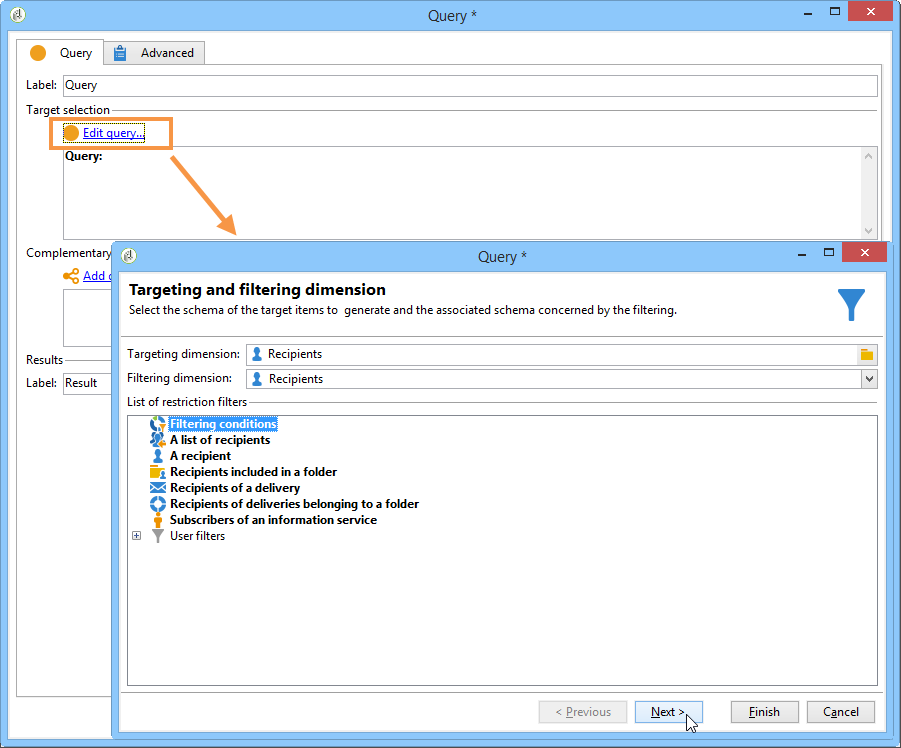 Query *
Query
Advanced
Label: Query
Target selection
Edit query...
Query:
Complementary
Add
Results
Label: Result
Query *
Targeting and filtering dimension
Select the schema of the target items to generate and the associated schema concerned by the filtering.
Targeting dimension: Recipients
Filtering dimension: Recipients
List of restriction filters
Filtering conditions
A list of recipients
A recipient
Recipients included in a folder
Recipients of a delivery
Recipients of deliveries belonging to a folder
Subscribers of an information service
User filters
< Previous
Next >
Finish
Cancel